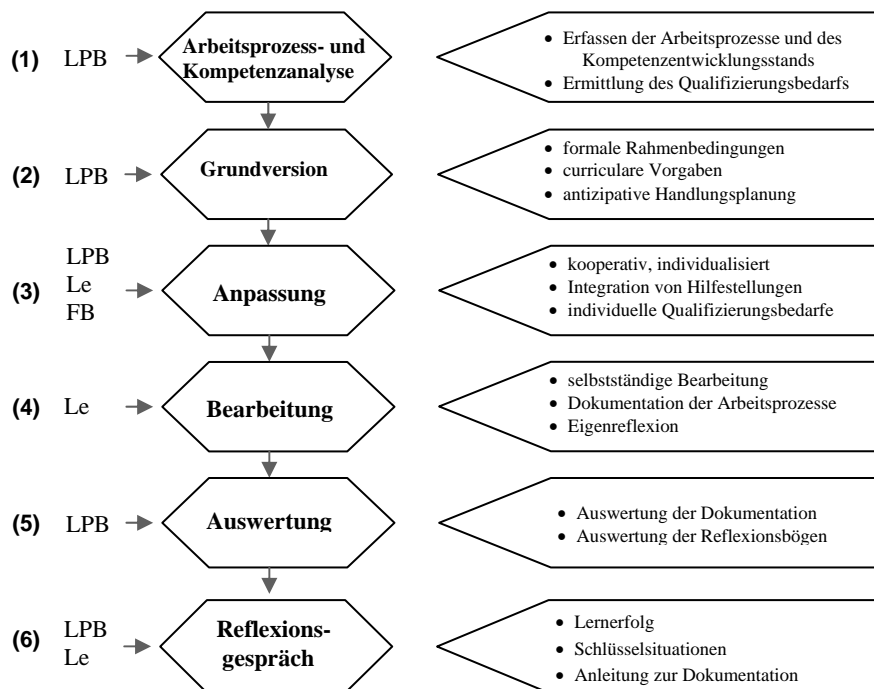 (1)
LPB
Arbeitsprozess- und
Kompetenzanalyse
• Erfassen der Arbeitsprozesse und des
Kompetenzentwicklungsstands
• Ermittlung des Qualifizierungsbedarfs
(2)
LPB
Grundversion
• formale Rahmenbedingungen
• curriculare Vorgaben
• antizipative Handlungsplanung
(3)
LPB
Le
FB
Anpassung
• kooperativ, individualisiert
• Integration von Hilfestellungen
• individuelle Qualifizierungsbedarfe
(4)
Le
Bearbeitung
• selbstständige Bearbeitung
• Dokumentation der Arbeitsprozesse
• Eigenreflexion
(5)
LPB
Auswertung
• Auswertung der Dokumentation
• Auswertung der Reflexionsbögen
(6)
LPB
Le
Reflexions-
gespräch
• Lernerfolg
• Schlüsselsituationen
• Anleitung zur Dokumentation